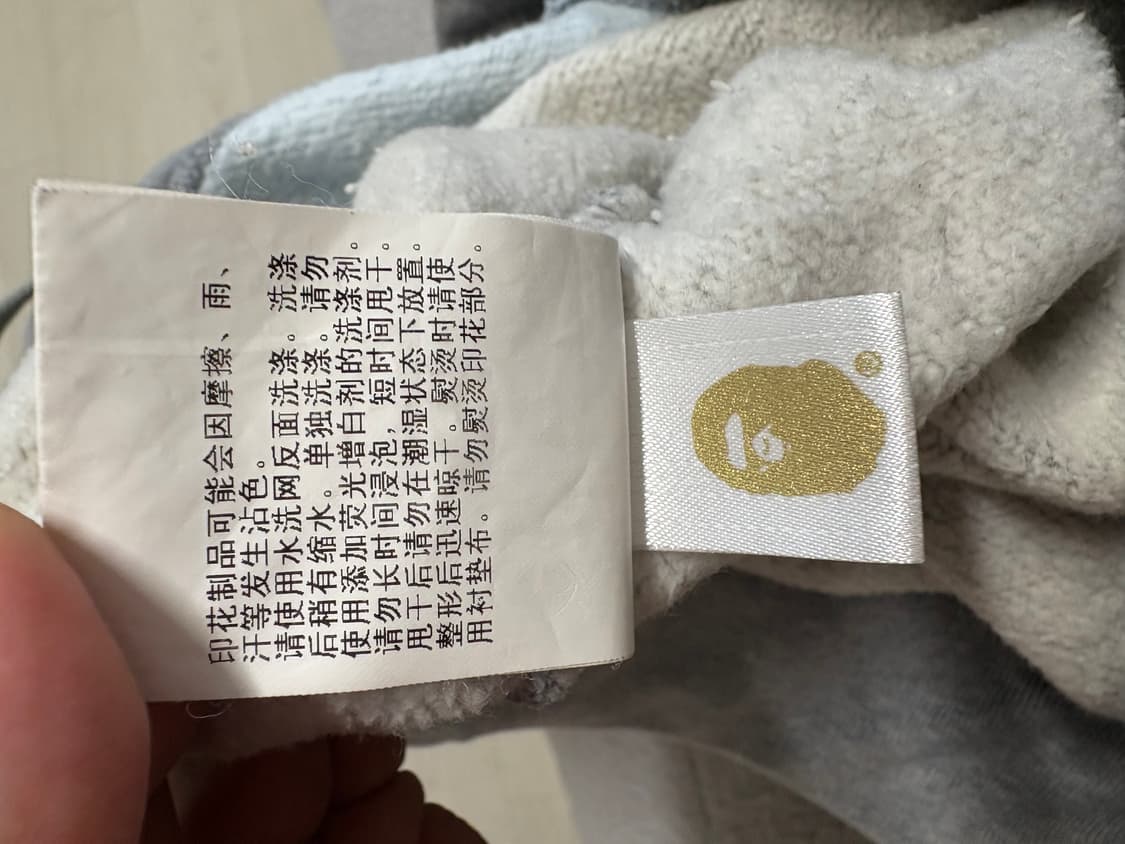 印花制品可能会因摩擦、雨、
汗等发生沾色。
请使用水洗网反面洗涤。洗涤
后稍有缩水。单独洗涤。请勿
使用添加荧光增白剂的洗涤剂。
请勿长时间浸泡，短时间甩干。
甩干后请勿在潮湿状态下放置
整形后迅速晾干。熨烫时请使
用衬垫布。请勿熨烫印花部分。
®